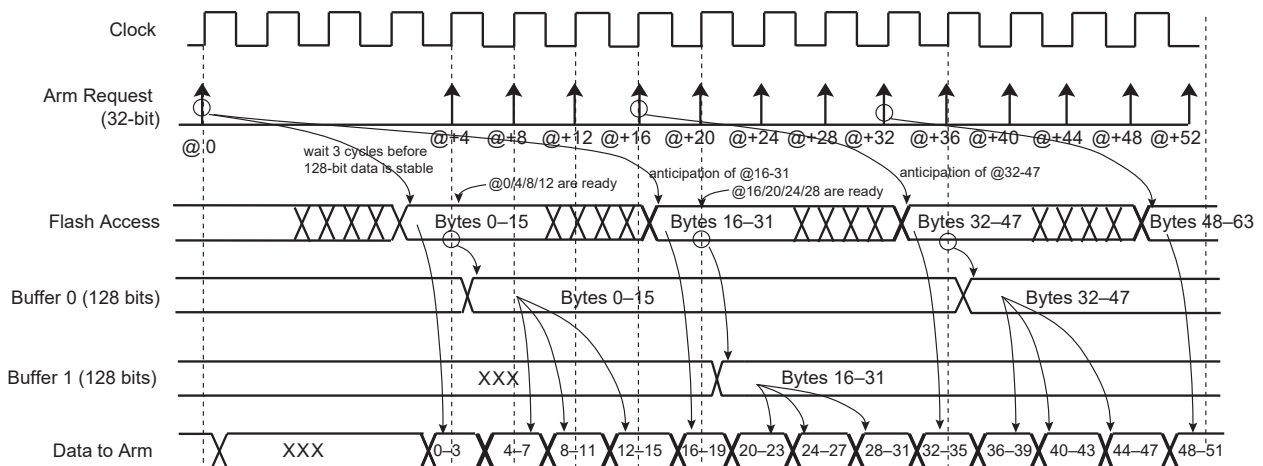 Clock
Arm Request
(32-bit)
@ 0
@+4
@+8
@+12
@+16
@+20
@+24
@+28
@+32
@+36
@+40
@+44
@+48
@+52
wait 3 cycles before
128-bit data is stable
@0/4/8/12 are ready
anticipation of @16-31
@16/20/24/28 are ready
anticipation of @32-47
Flash Access
Bytes 0–15
Bytes 16–31
Bytes 32–47
Bytes 48–63
Buffer 0 (128 bits)
Bytes 0–15
Bytes 32–47
Buffer 1 (128 bits)
XXX
Bytes 16–31
Data to Arm
XXX
0–3
4–7
8–11
12–15
16–19
20–23
24–27
28–31
32–35
36–39
40–43
44–47
48–51